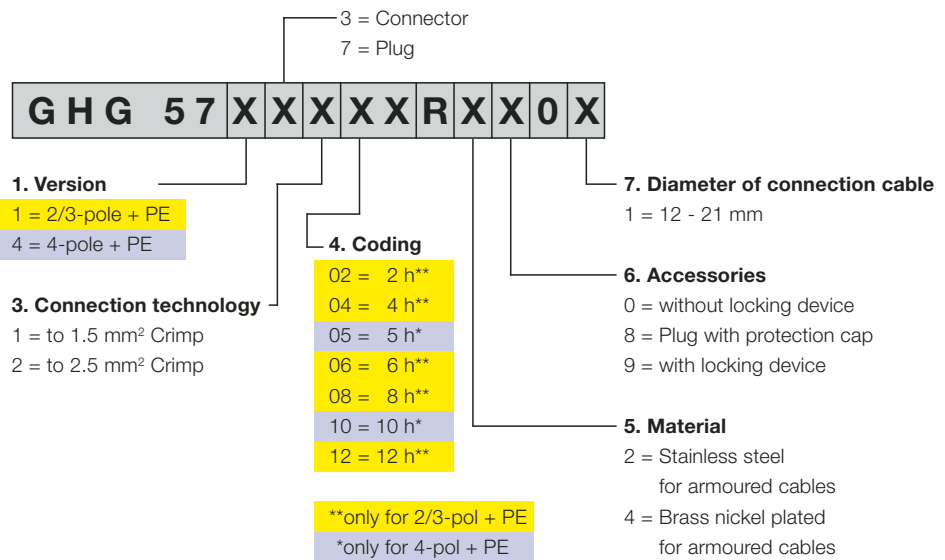 3 = Connector
7 = Plug
GHG 57XXXXXRXX0X
1. Version
1 = 2/3-pole + PE
4 = 4-pole + PE
3. Connection technology
1 = to 1.5 mm² Crimp
2 = to 2.5 mm² Crimp
4. Coding
02 = 2 h**
04 = 4 h**
05 = 5 h*
06 = 6 h**
08 = 8 h**
10 = 10 h*
12 = 12 h**
**only for 2/3-pol + PE
*only for 4-pol + PE
7. Diameter of connection cable
1 = 12 - 21 mm
6. Accessories
0 = without locking device
8 = Plug with protection cap
9 = with locking device
5. Material
2 = Stainless steel
for armoured cables
4 = Brass nickel plated
for armoured cables